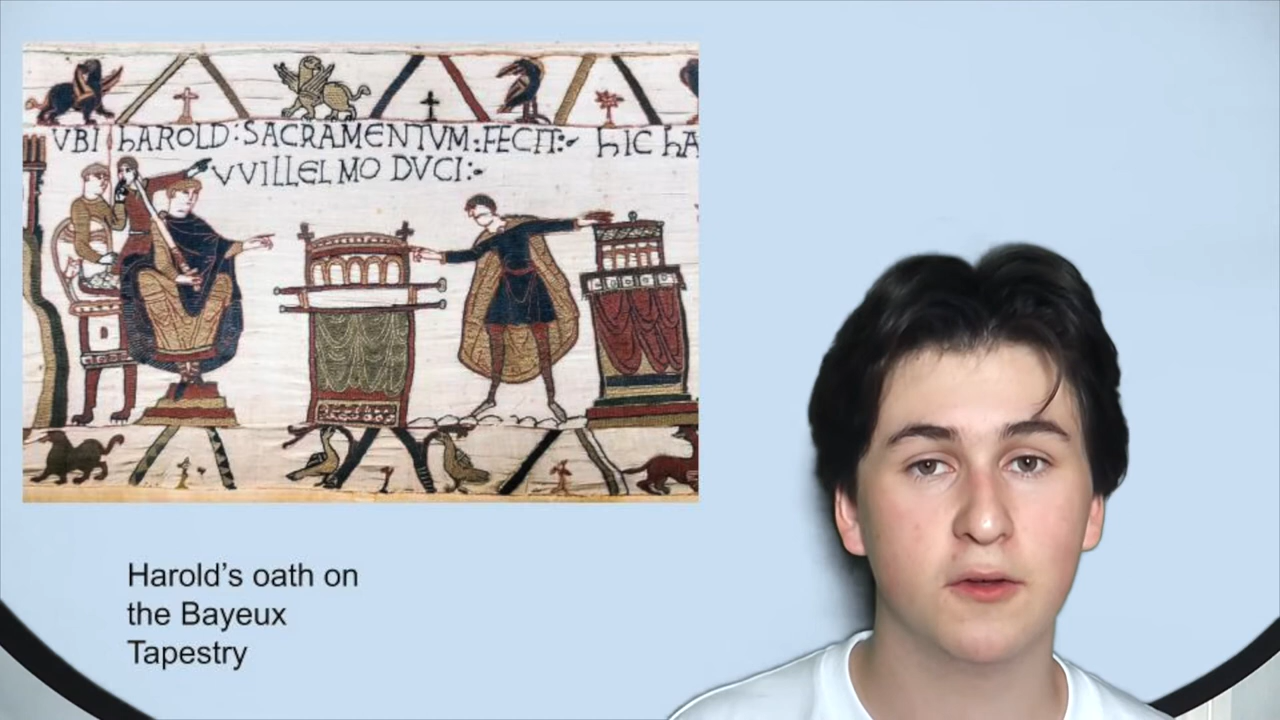 VBI hAROLD:SACRAMENTVM:FECIT:
hIC hA
VVILLELMO DVCI:
Harold’s oath on
the Bayeux
Tapestry